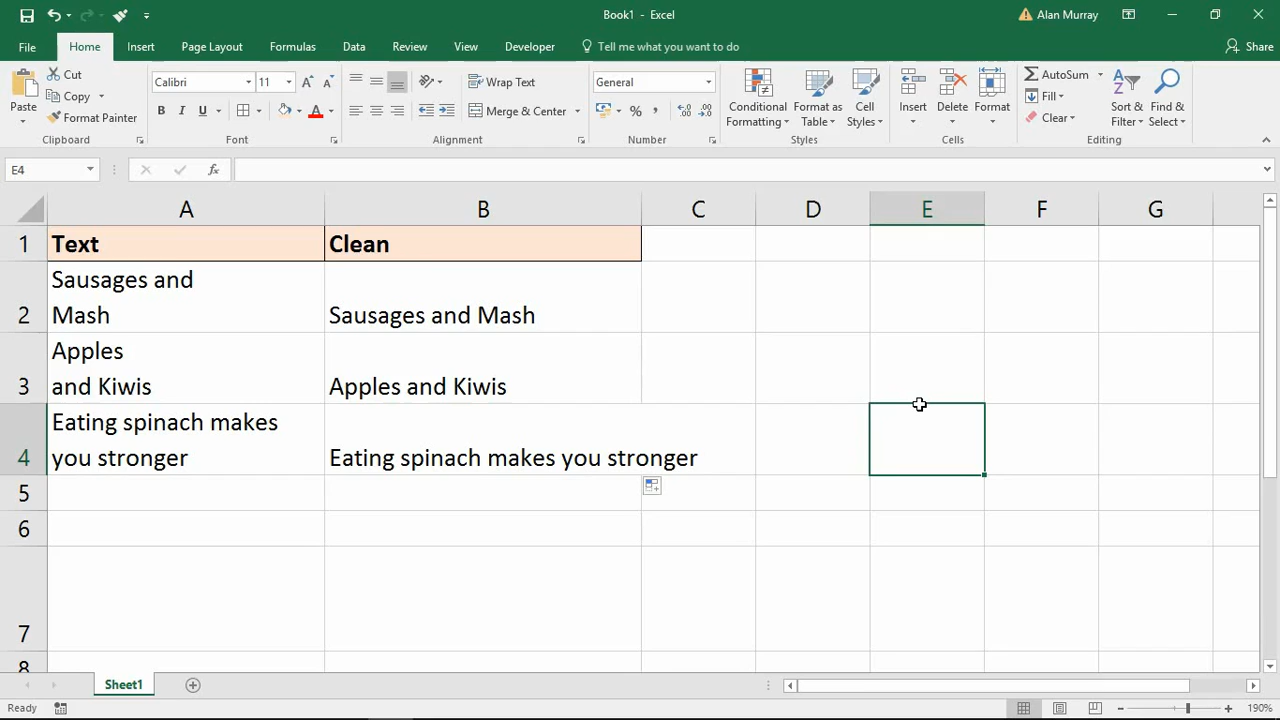 Book1 - Excel
Alan Murray
File
Home
Insert
Page Layout
Formulas
Data
Review
View
Developer
Tell me what you want to do
Share
Paste
Cut
Copy
Format Painter
Clipboard
Calibri
11
B I U
A
Font
Wrap Text
Merge & Center
Alignment
General
%
Number
Conditional Formatting
Format as Table
Cell Styles
Styles
Insert
Delete
Format
Cells
AutoSum
Fill
Clear
Sort & Filter
Find & Select
Editing
E4
fx
A B C D E F G
1 Text Clean
2 Sausages and
Mash Sausages and Mash
3 Apples
and Kiwis Apples and Kiwis
4 Eating spinach makes
you stronger Eating spinach makes you stronger
5
6
7
8
Sheet1
Ready
190%